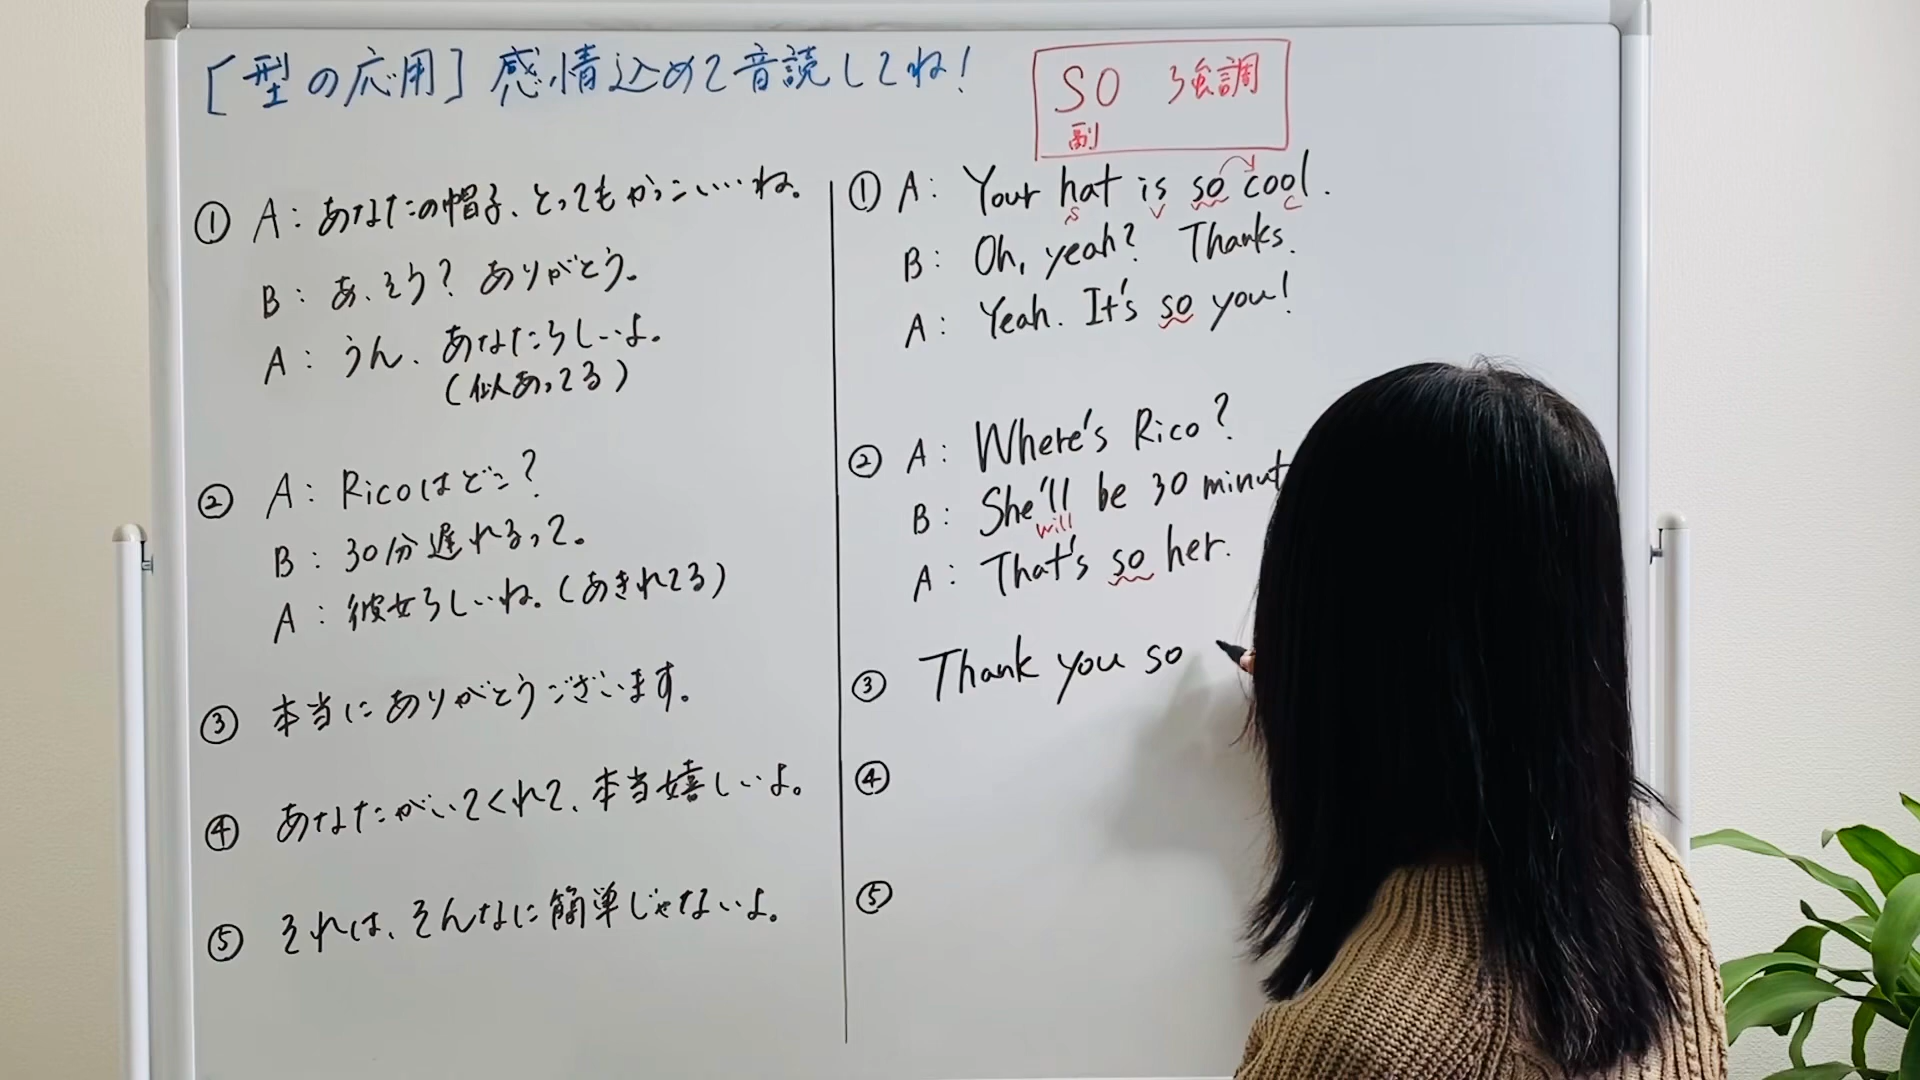 [型の応用] 感情込めて音読してね!
SO 強調
副
① A: あなたの帽子、とってもかっこいいね。
B: あ、そう? ありがとう。
A: うん、あなたらしいよ。
(似あってる)
② A: Ricoはどこ?
B: 30分遅れるって。
A: 彼女らしいね。(あきれてる)
③ 本当にありがとうございます。
④ あなたがいてくれて、本当嬉しいよ。
⑤ それは、そんなに簡単じゃないよ。
① A: Your hat is so cool.
S V C
B: Oh, yeah? Thanks.
A: Yeah. It's so you!
② A: Where's Rico?
B: She'll be 30 minut
will
A: That's so her.
③ Thank you so
④
⑤